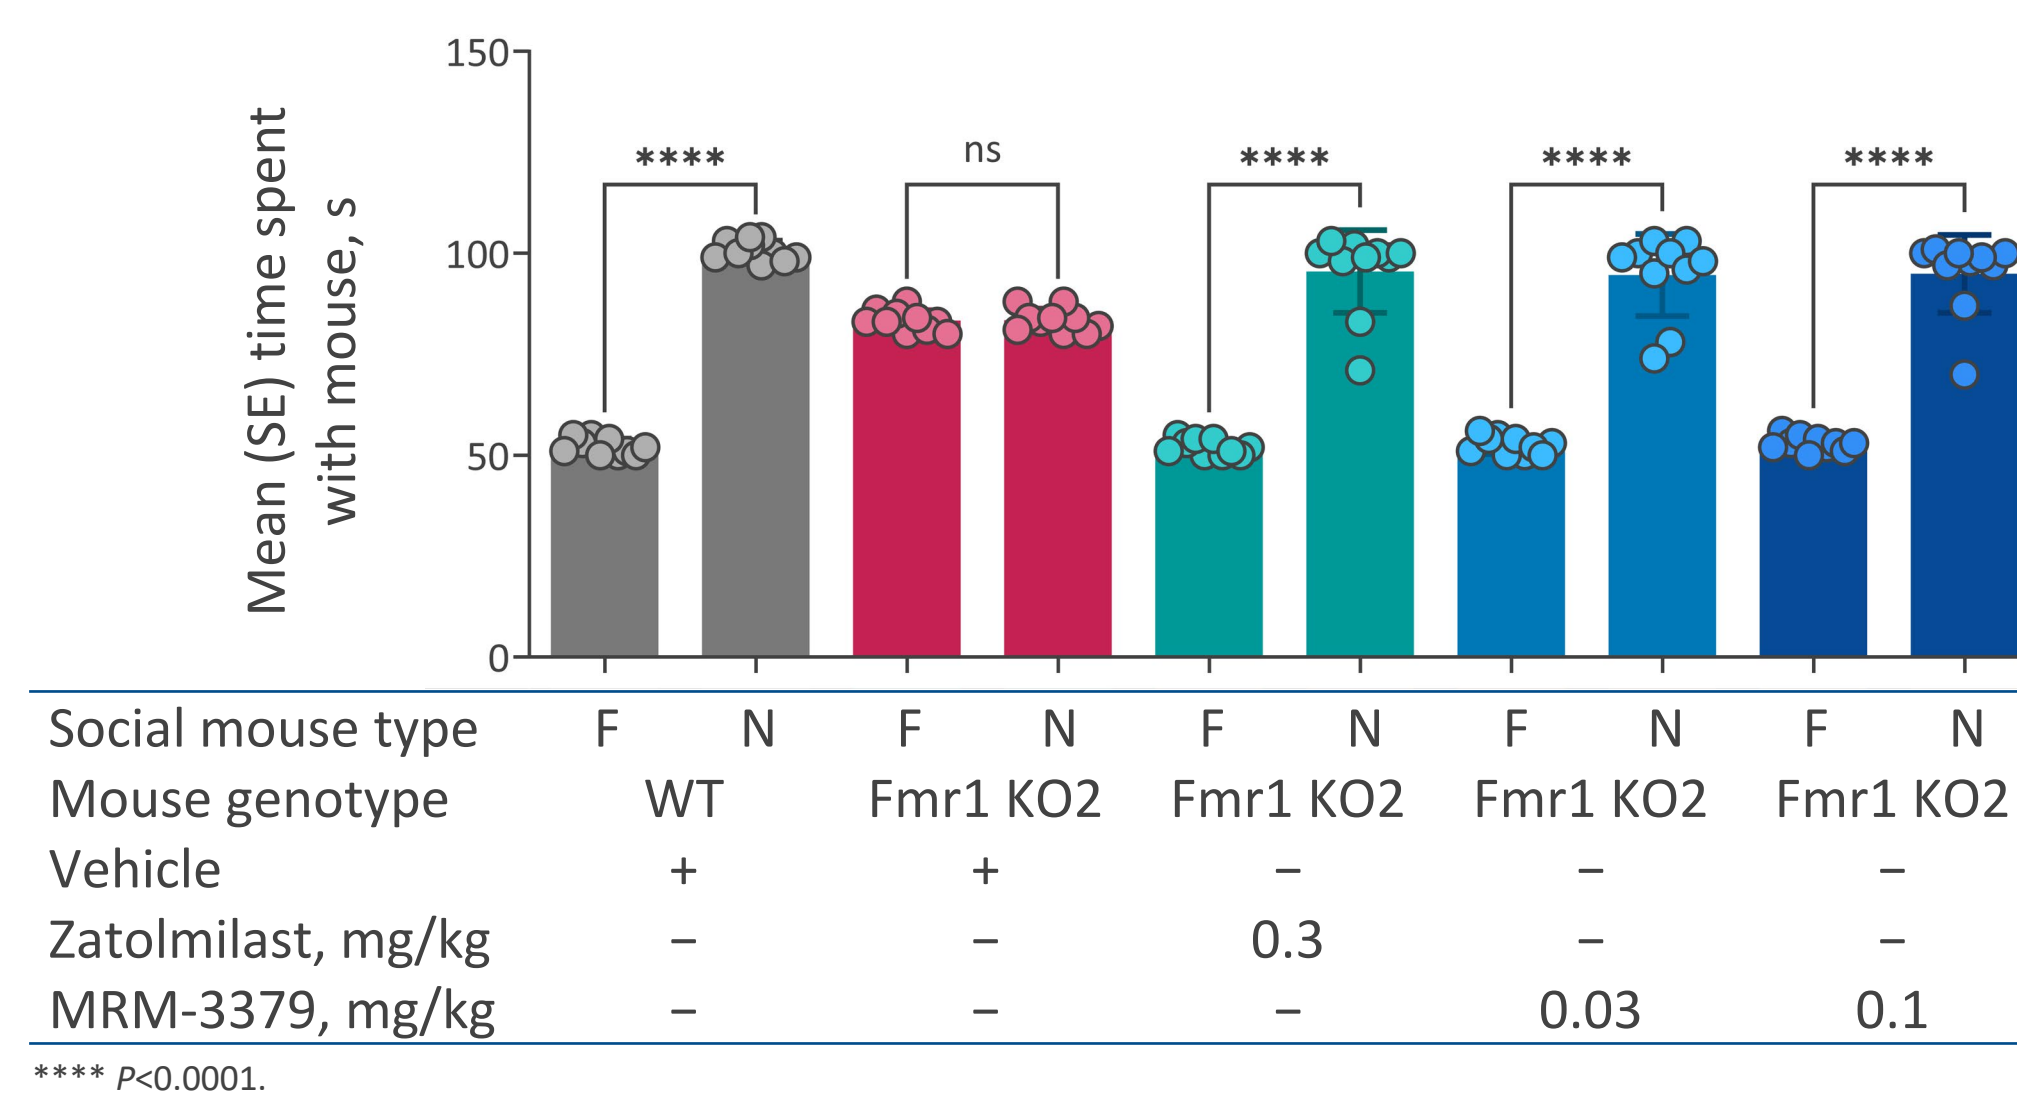 150
100
50
0
Mean (SE) time spent
with mouse, s
**** ns **** **** ****
Social mouse type F N F N F N F N F N
Mouse genotype WT Fmr1 KO2 Fmr1 KO2 Fmr1 KO2 Fmr1 KO2
Vehicle + + − − −
Zatolmilast, mg/kg − − 0.3 − −
MRM-3379, mg/kg − − − 0.03 0.1
**** P<0.0001.